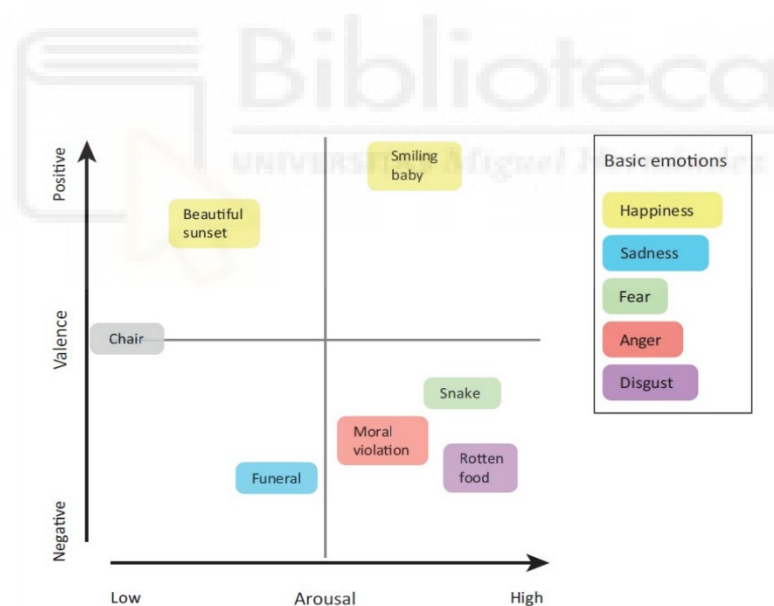 Biblioteca
UNIVERSITAS Miguel Hernández
Positive
Valence
Negative
Smiling
baby
Beautiful
sunset
Chair
Snake
Moral
violation
Rotten
food
Funeral
Low
Arousal
High
Basic emotions
Happiness
Sadness
Fear
Anger
Disgust